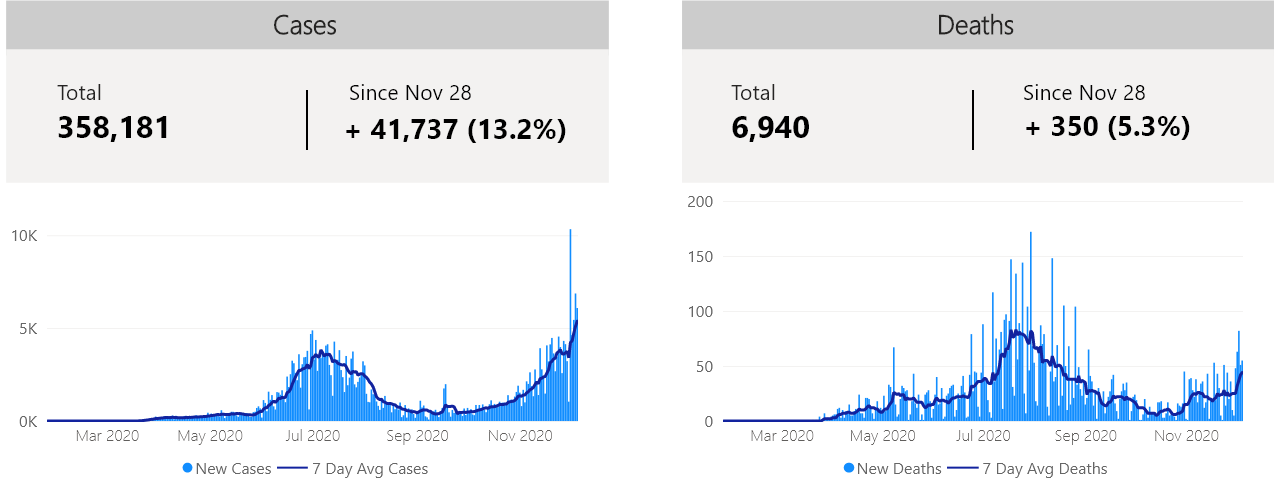 Cases
Total
358,181
Since Nov 28
+ 41,737 (13.2%)
10K
5K
0K
Mar 2020 May 2020 Jul 2020 Sep 2020 Nov 2020
New Cases 7 Day Avg Cases
Deaths
Total
6,940
Since Nov 28
+ 350 (5.3%)
200
150
100
50
0
Mar 2020 May 2020 Jul 2020 Sep 2020 Nov 2020
New Deaths 7 Day Avg Deaths